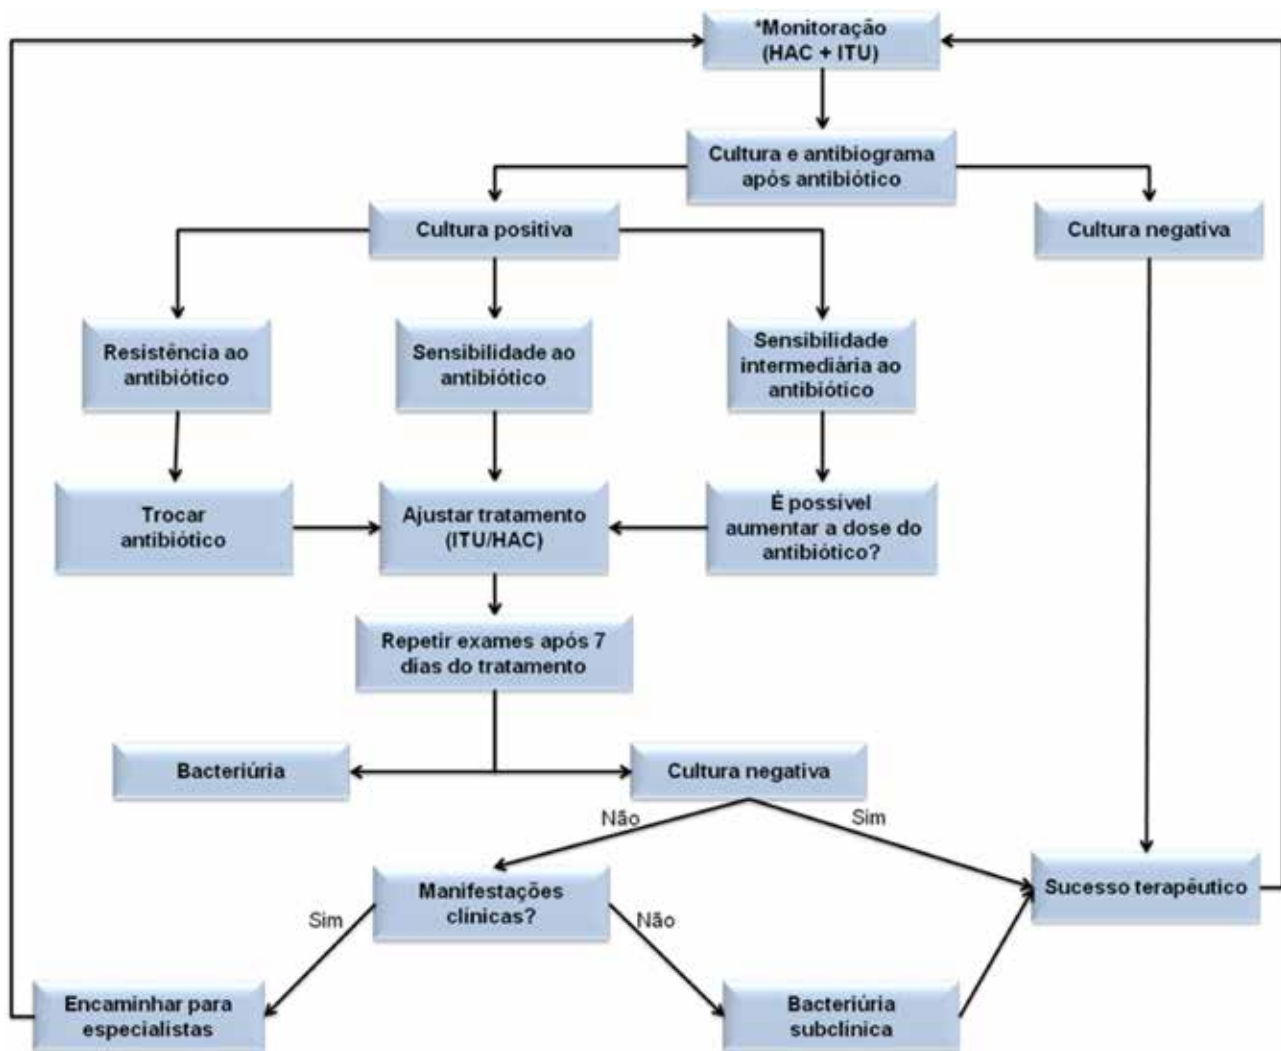 *Monitoração
(HAC + ITU)
Cultura e antibiograma
após antibiótico
Cultura positiva
Cultura negativa
Resistência ao
antibiótico
Sensibilidade ao
antibiótico
Sensibilidade
intermediária ao
antibiótico
Trocar
antibiótico
Ajustar tratamento
(ITU/HAC)
É possível
aumentar a dose do
antibiótico?
Repetir exames após 7
dias do tratamento
Bacteriúria
Cultura negativa
Não
Sim
Manifestações
clínicas?
Sucesso terapêutico
Sim
Não
Encaminhar para
especialistas
Bacteriúria
subclínica